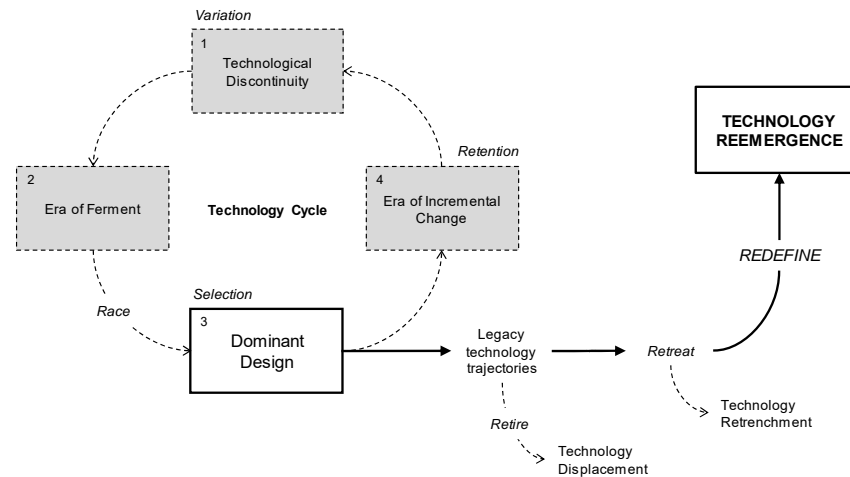 Variation
1
Technological
Discontinuity
2
Era of Ferment
Technology Cycle
Retention
4
Era of Incremental
Change
Race
Selection
3
Dominant
Design
Legacy
technology
trajectories
Retire
Technology
Displacement
Retreat
Technology
Retrenchment
REDEFINE
TECHNOLOGY
REEMERGENCE